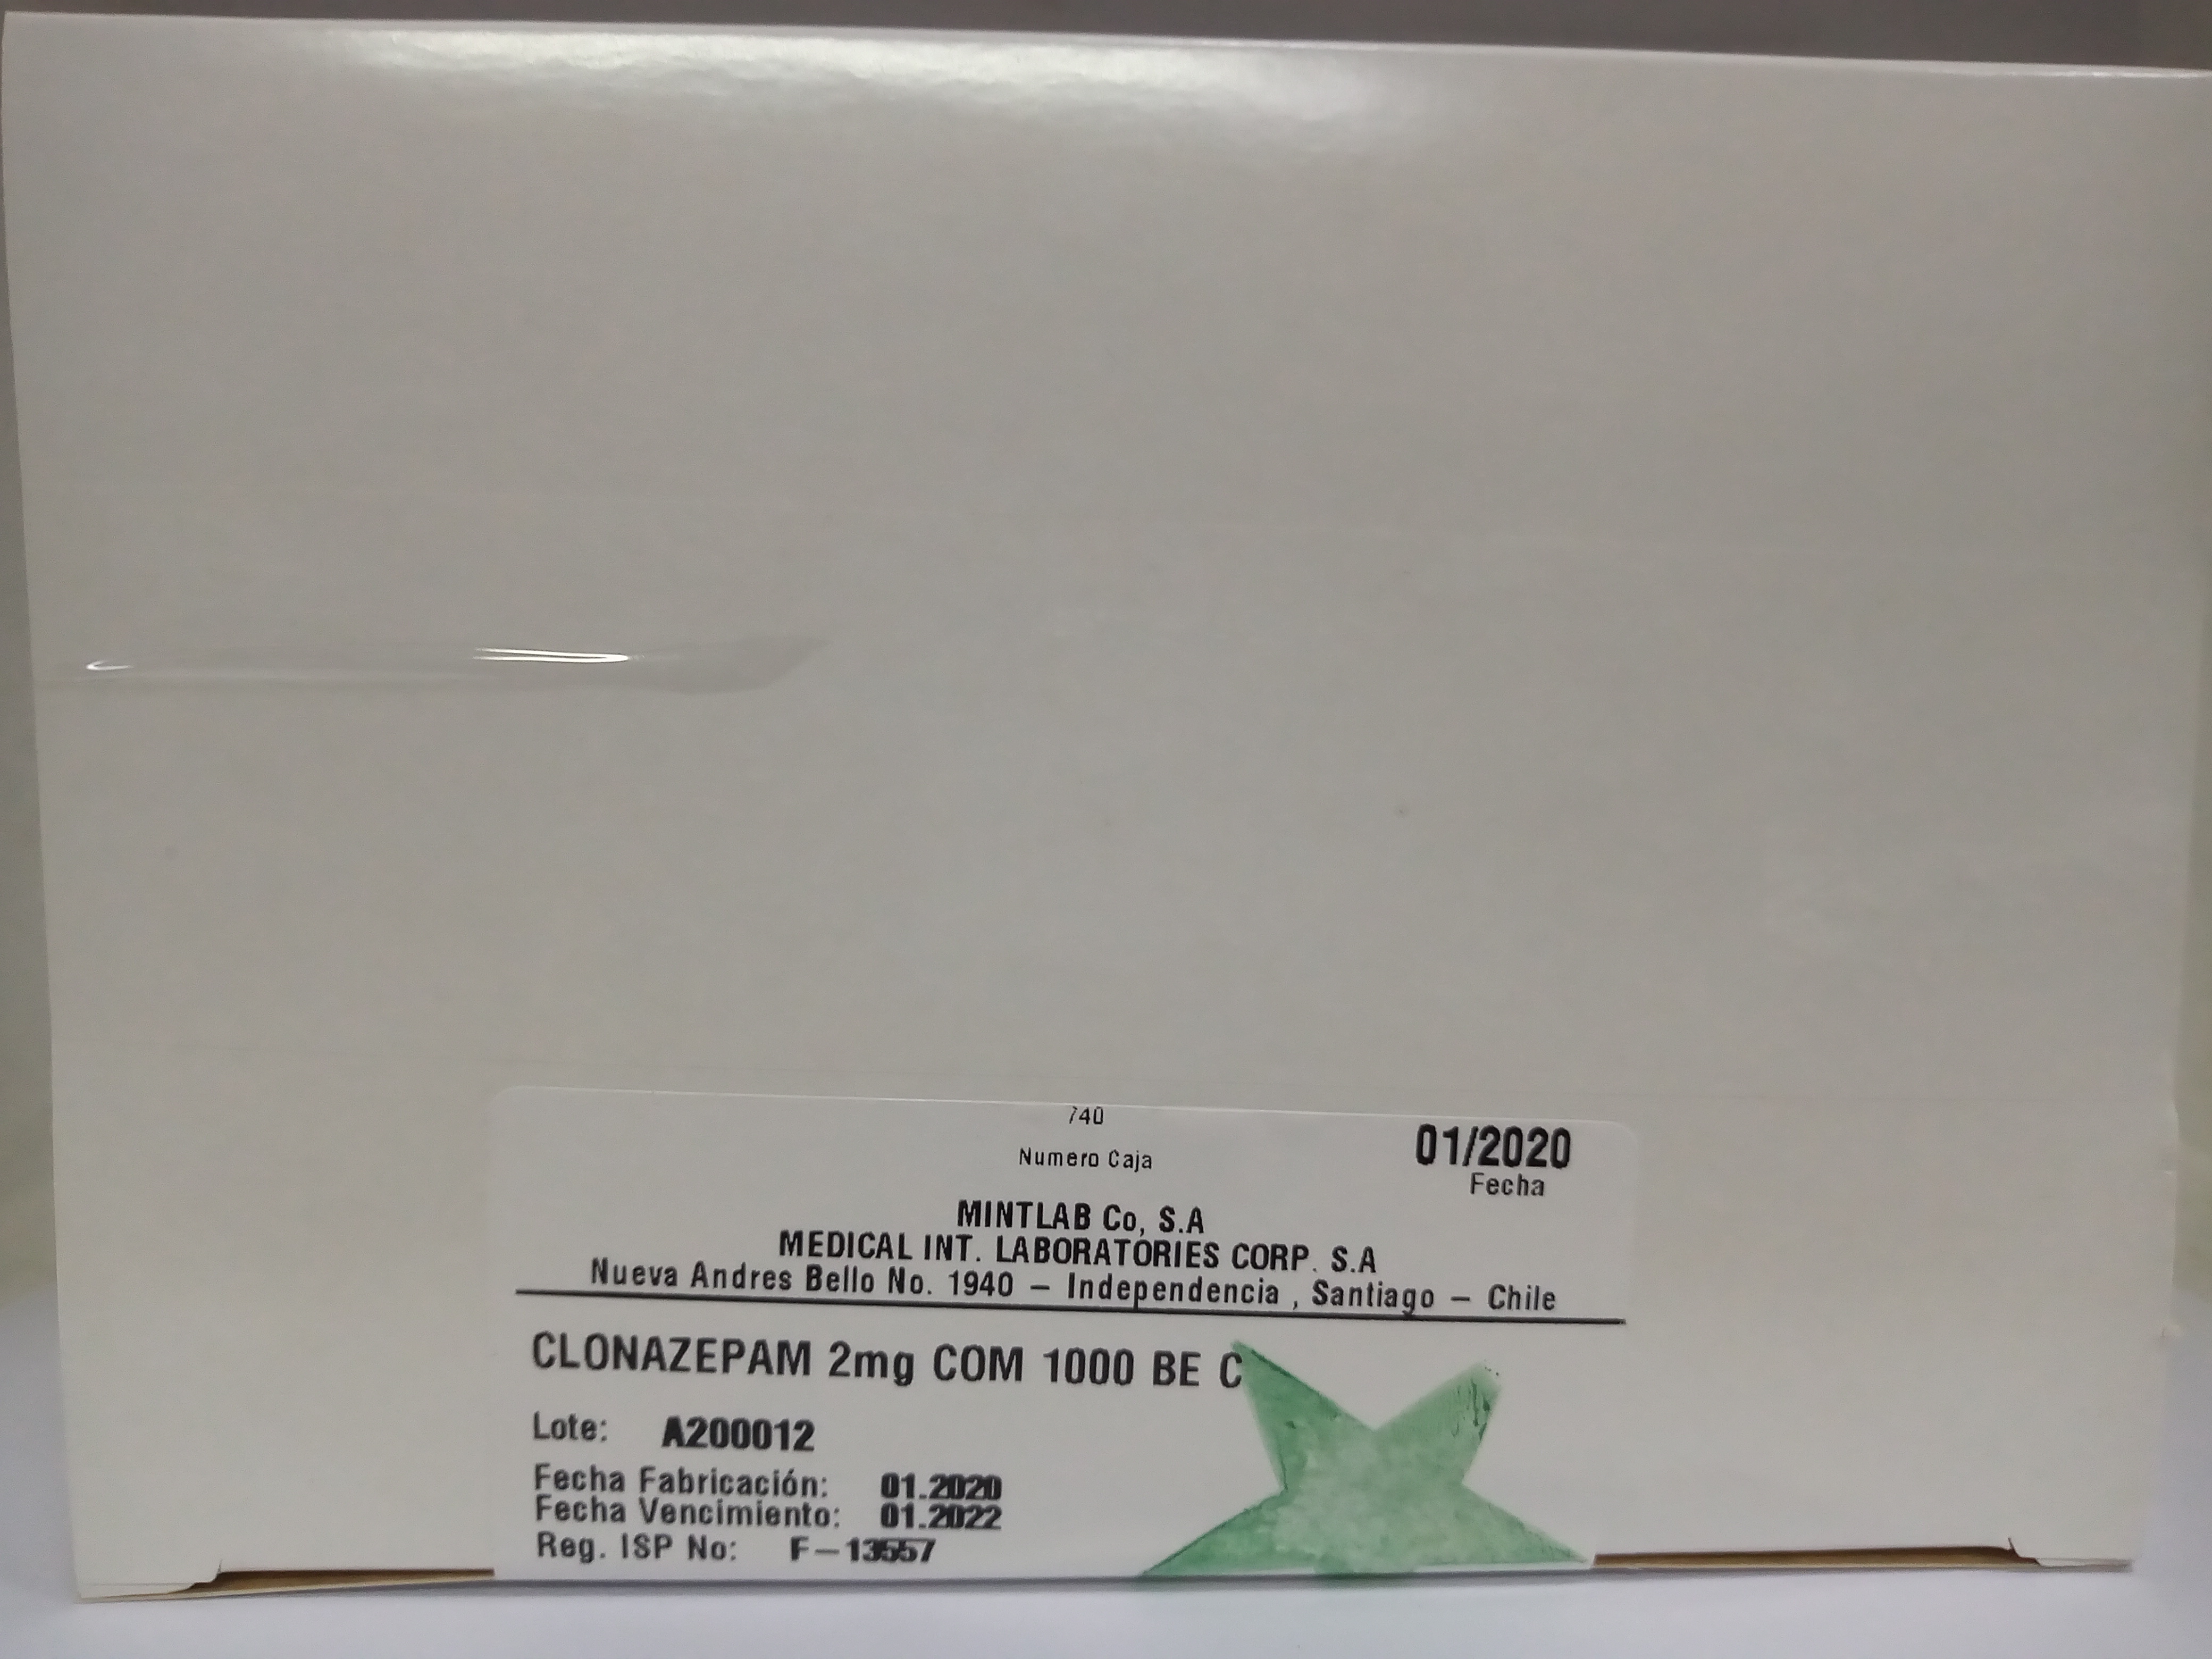 740
Numero Caja
01/2020
Fecha
MINTLAB Co, S.A
MEDICAL INT. LABORATORIES CORP. S.A
Nueva Andres Bello No. 1940 – Independencia , Santiago – Chile
CLONAZEPAM 2mg COM 1000 BE C
Lote: A200012
Fecha Fabricación: 01.2020
Fecha Vencimiento: 01.2022
Reg. ISP No: F–13557